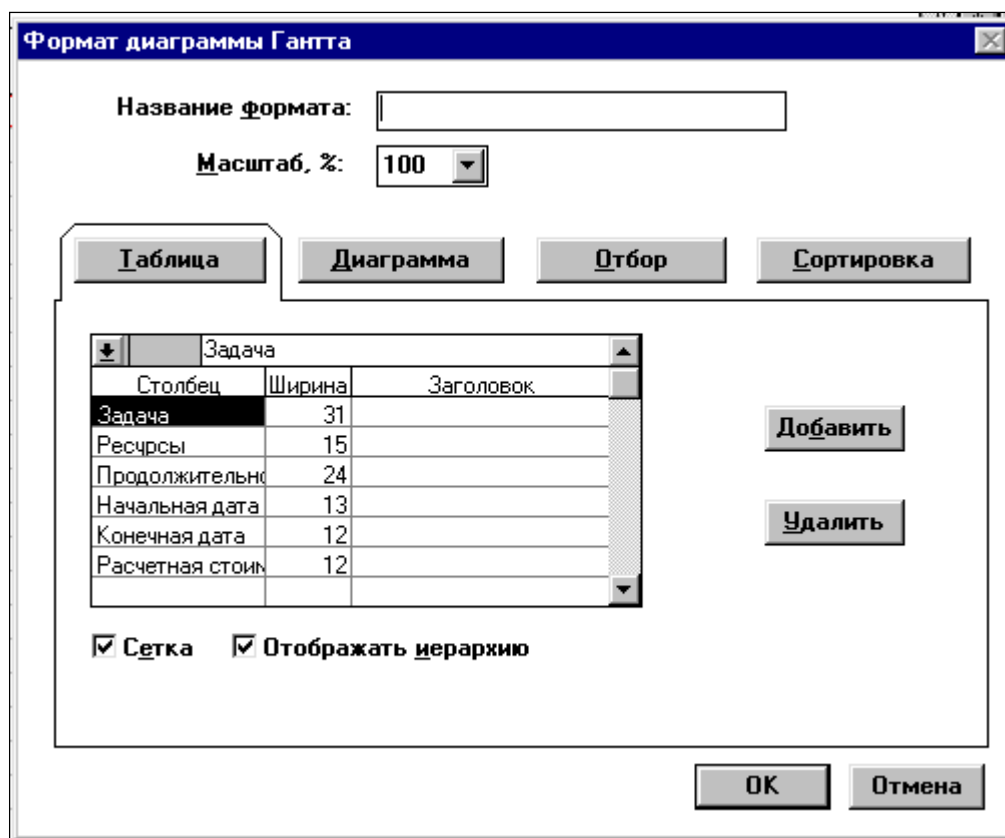 Формат диаграммы Гантта
Название формата:
Масштаб, %: 100
Таблица Диаграмма Отбор Сортировка
Задача
Столбец Ширина Заголовок
Задача 31
Ресурсы 15
Продолжительно 24
Начальная дата 13
Конечная дата 12
Расчетная стоим 12
Добавить
Удалить
Сетка Отображать иерархию
OK Отмена